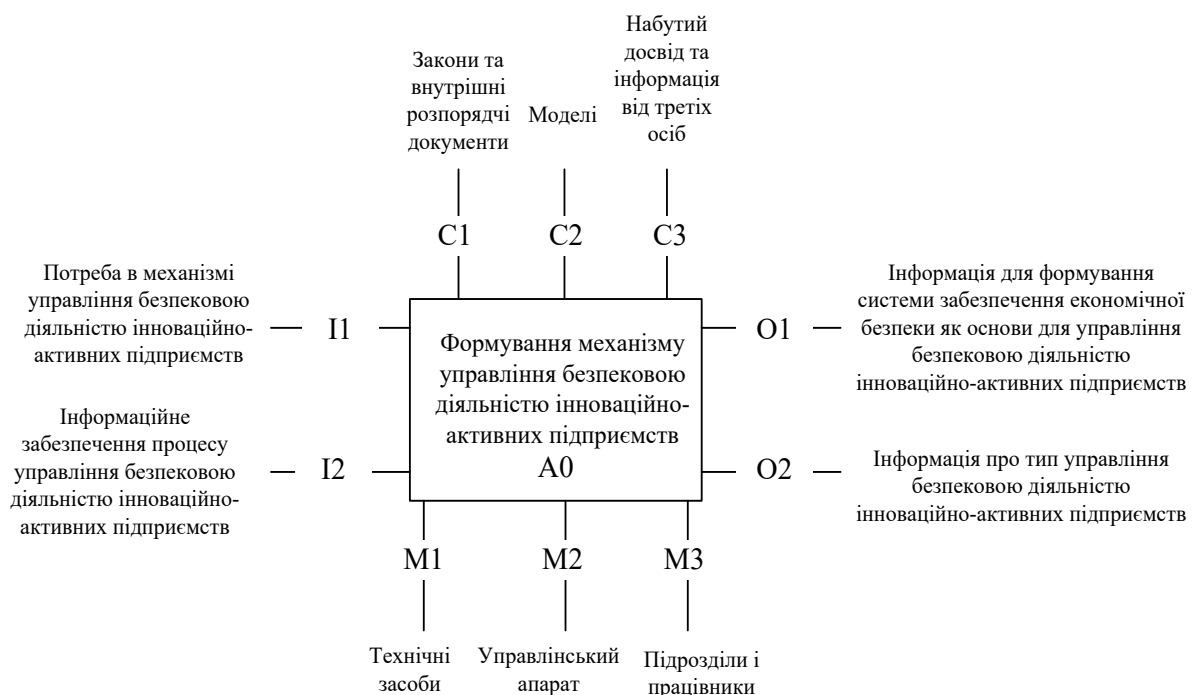 Набутий
досвід та
інформація
від третіх
осіб
Закони та
внутрішні
розпорядчі
документи
Моделі
C1
C2
C3
Потреба в механізмі
управління безпековою
діяльністю інноваційно-
активних підприємств
I1
Інформаційне
забезпечення процесу
управління безпековою
діяльністю інноваційно-
активних підприємств
I2
Формування механізму
управління безпековою
діяльністю інноваційно-
активних підприємств
A0
O1
Інформація для формування
системи забезпечення економічної
безпеки як основи для управління
безпековою діяльністю
інноваційно-активних підприємств
O2
Інформація про тип управління
безпековою діяльністю
інноваційно-активних підприємств
M1
M2
M3
Технічні
засоби
Управлінський
апарат
Підрозділи і
працівники